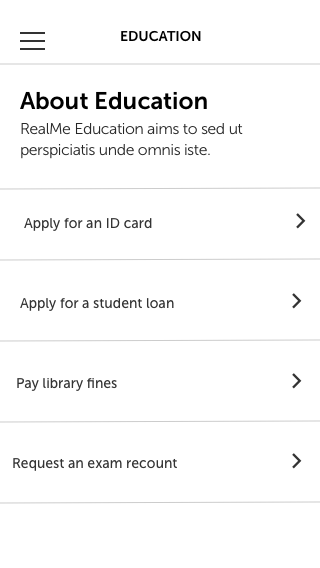 EDUCATION
About Education
RealMe Education aims to sed ut
perspiciatis unde omnis iste.
Apply for an ID card
Apply for a student loan
Pay library fines
Request an exam recount